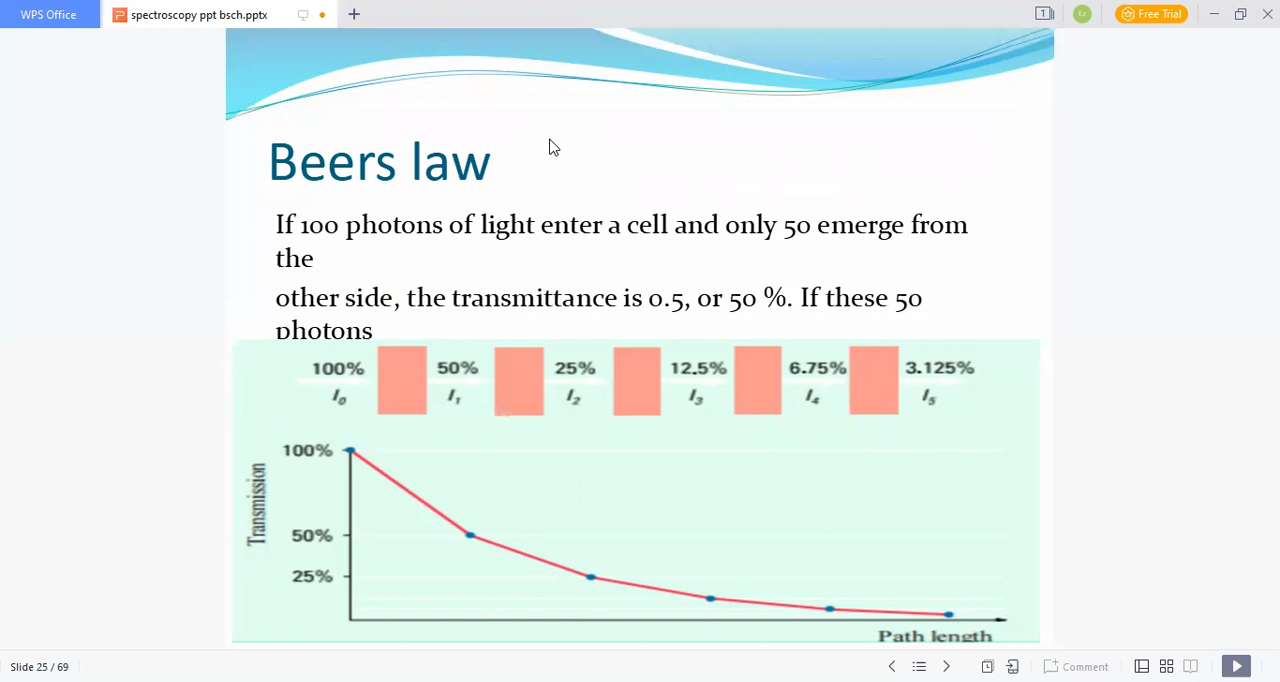 WPS Office
spectroscopy ppt bsch.pptx
+
1
Ez
Free Trial
Beers law
If 100 photons of light enter a cell and only 50 emerge from
the
other side, the transmittance is 0.5, or 50 %. If these 50
photons
100% 50% 25% 12.5% 6.75% 3.125%
I0 I1 I2 I3 I4 I5
Transmission
100%
50%
25%
Path length
Slide 25 / 69
Comment